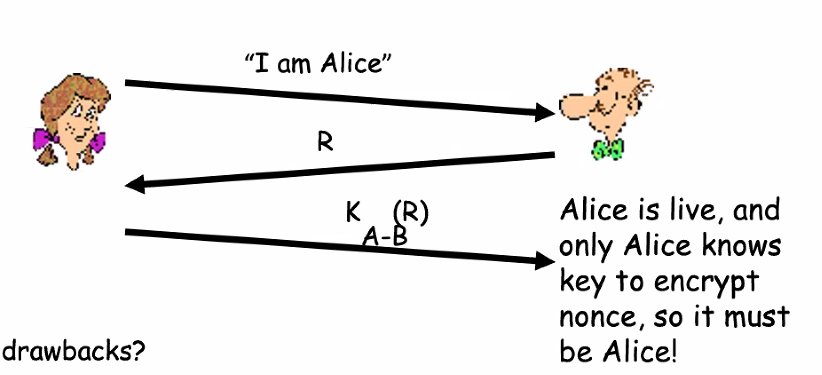 “I am Alice”
R
K (R)
A-B
Alice is live, and
only Alice knows
key to encrypt
nonce, so it must
be Alice!
drawbacks?